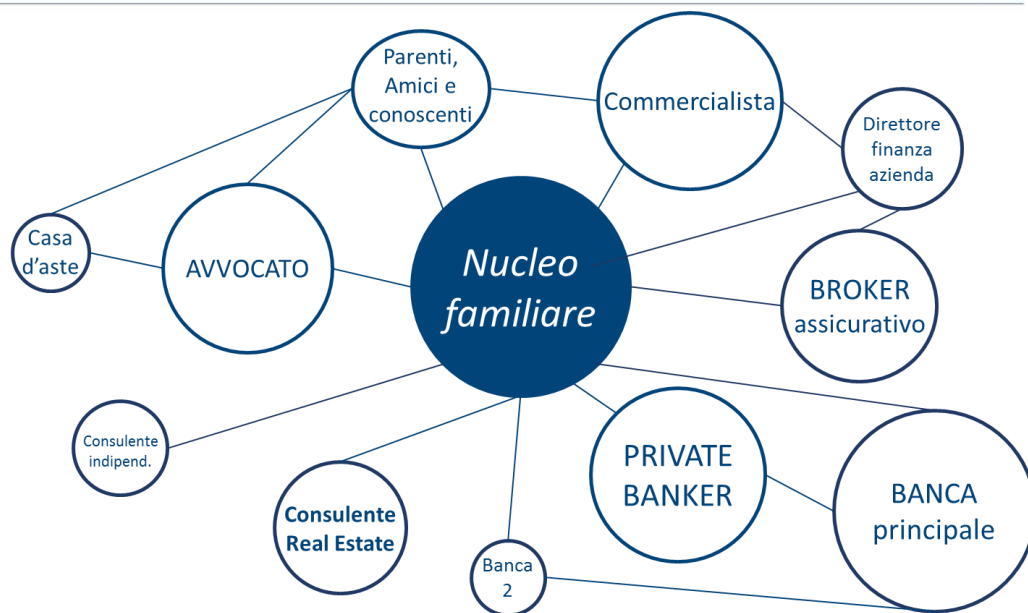 Parenti,
Amici e
conoscenti
Commercialista
Direttore
finanza
azienda
Casa
d'aste
AVVOCATO
Nucleo
familiare
BROKER
assicurativo
Consulente
indipend.
Consulente
Real Estate
Banca
2
PRIVATE
BANKER
BANCA
principale